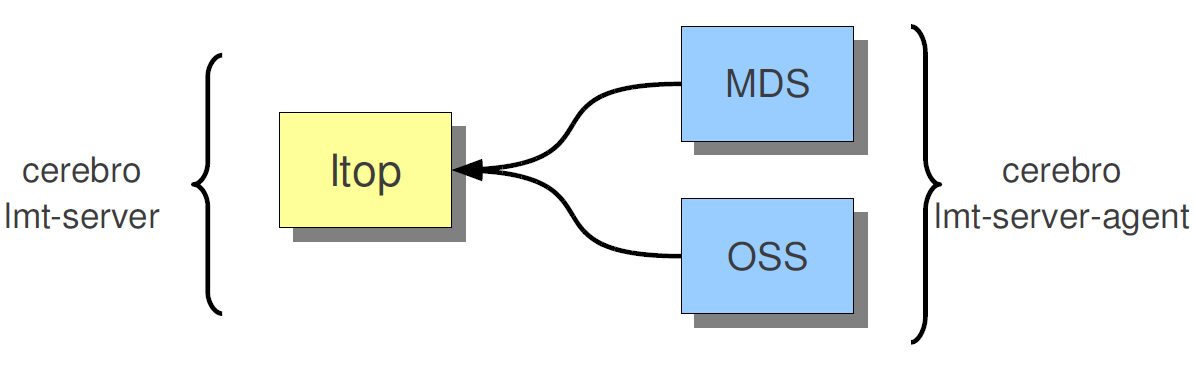 cerebro
lmt-server
ltop
MDS
OSS
cerebro
lmt-server-agent